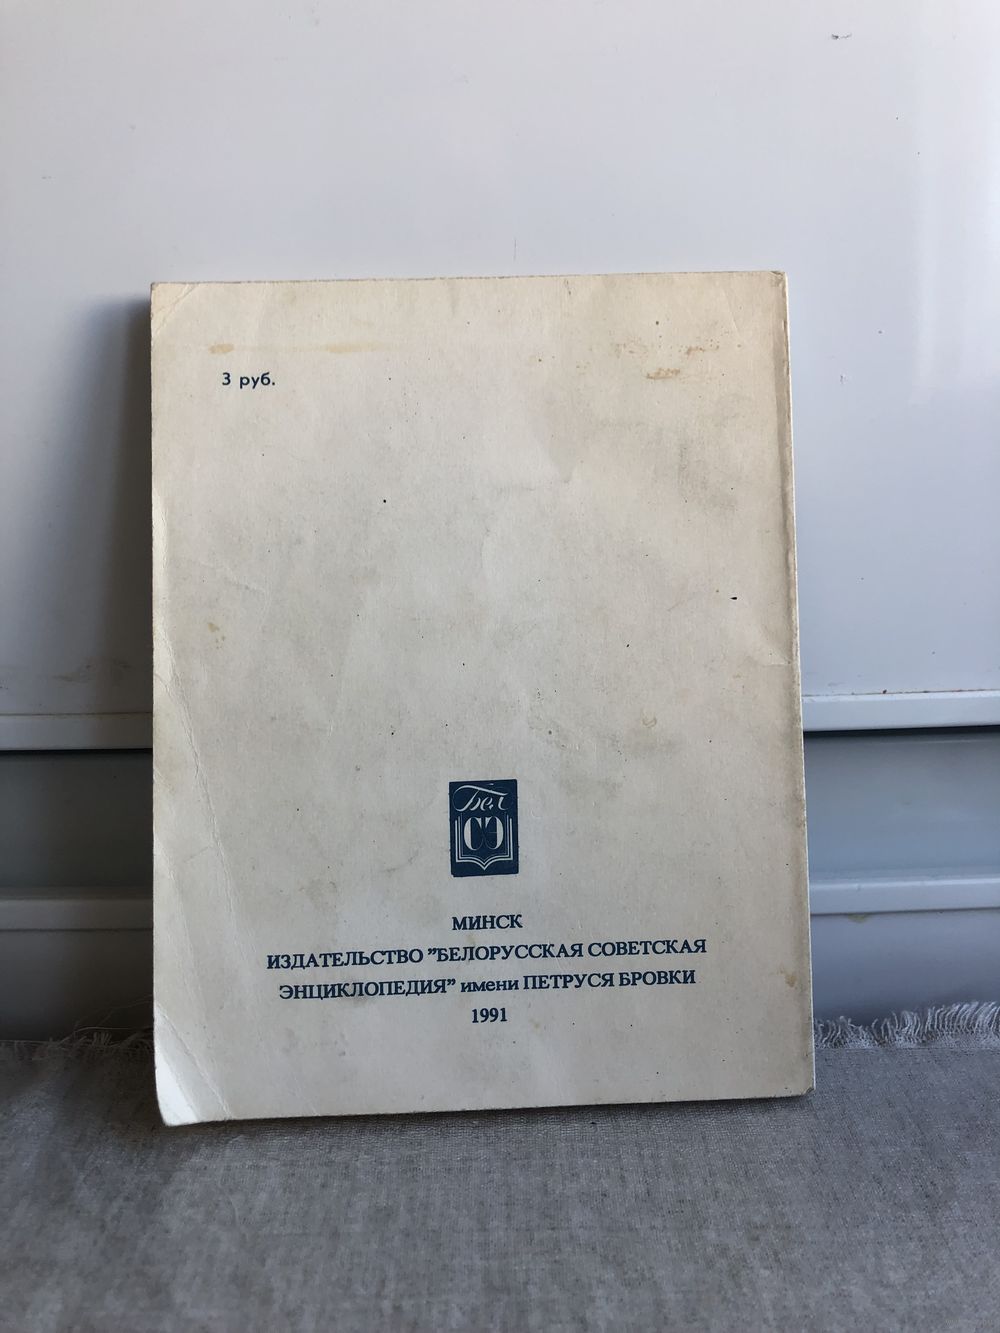 3 руб.
Бел
СЭ
МИНСК
ИЗДАТЕЛЬСТВО "БЕЛОРУССКАЯ СОВЕТСКАЯ
ЭНЦИКЛОПЕДИЯ" имени ПЕТРУСЯ БРОВКИ
1991